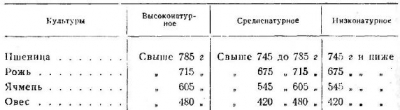 Культуры Высоконатур- Средненатурное Низконатурное
ное
Пшеница . . . . . . . Свыше 785 г Свыше 745 до 785 г 745 г и ниже
Рожь . . . . . . . „ 715 „ „ 675 „ 715 „ 675 „ „ „
Ячмень . . . . . . . „ 605 „ „ 545 „ 605 „ 545 „ „ „
Овес . . . . . . . . „ 480 „ „ 420 „ 480 „ 420 „ „ „